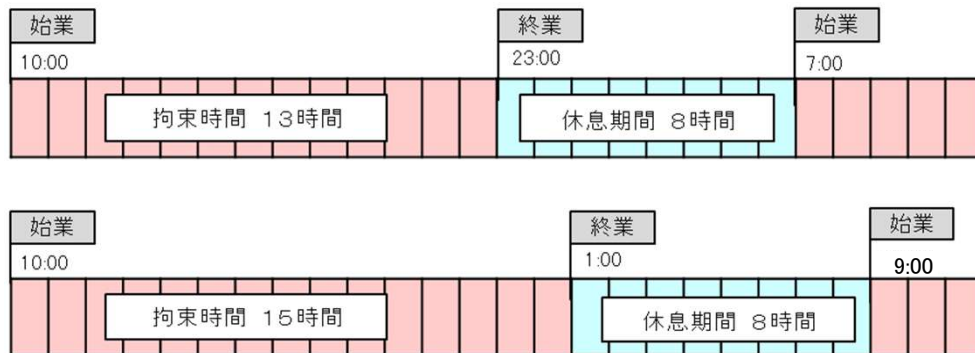 始業
終業
始業
10:00
23:00
7:00
拘束時間 13時間
休息期間 8時間
始業
終業
始業
10:00
1:00
9:00
拘束時間 15時間
休息期間 8時間